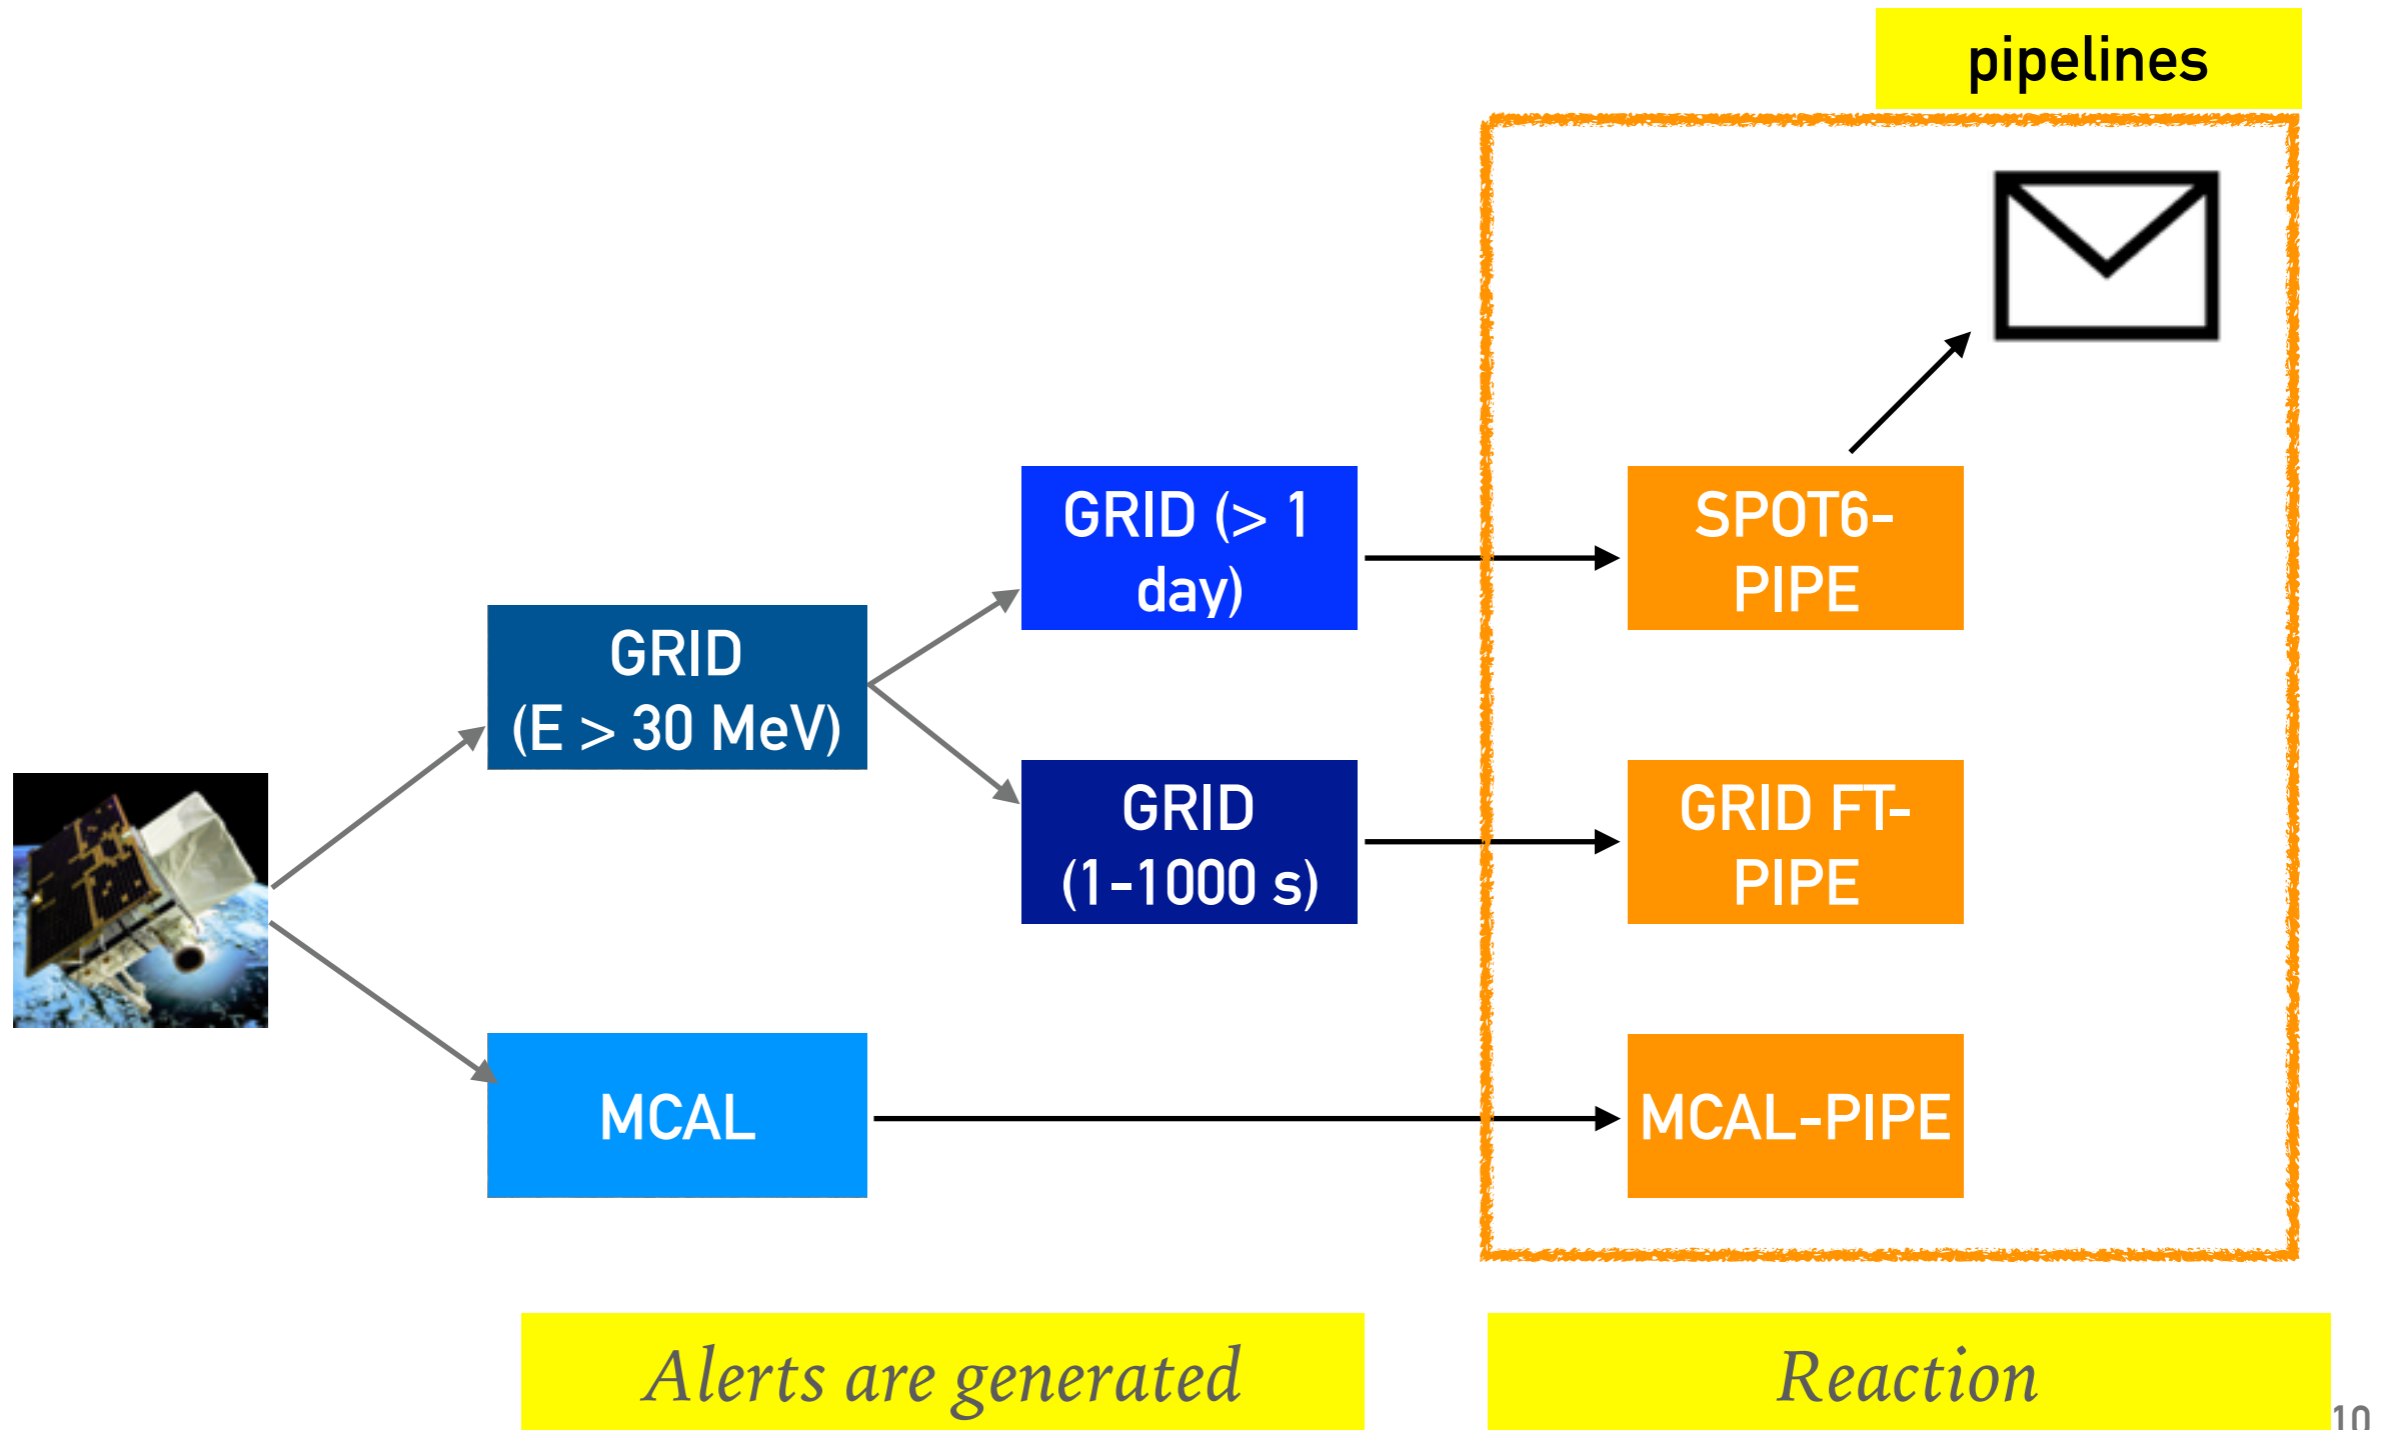 pipelines
GRID (> 1
day)
SPOT6-
PIPE
GRID
(E > 30 MeV)
GRID
(1-1000 s)
GRID FT-
PIPE
MCAL
MCAL-PIPE
Alerts are generated
Reaction
10